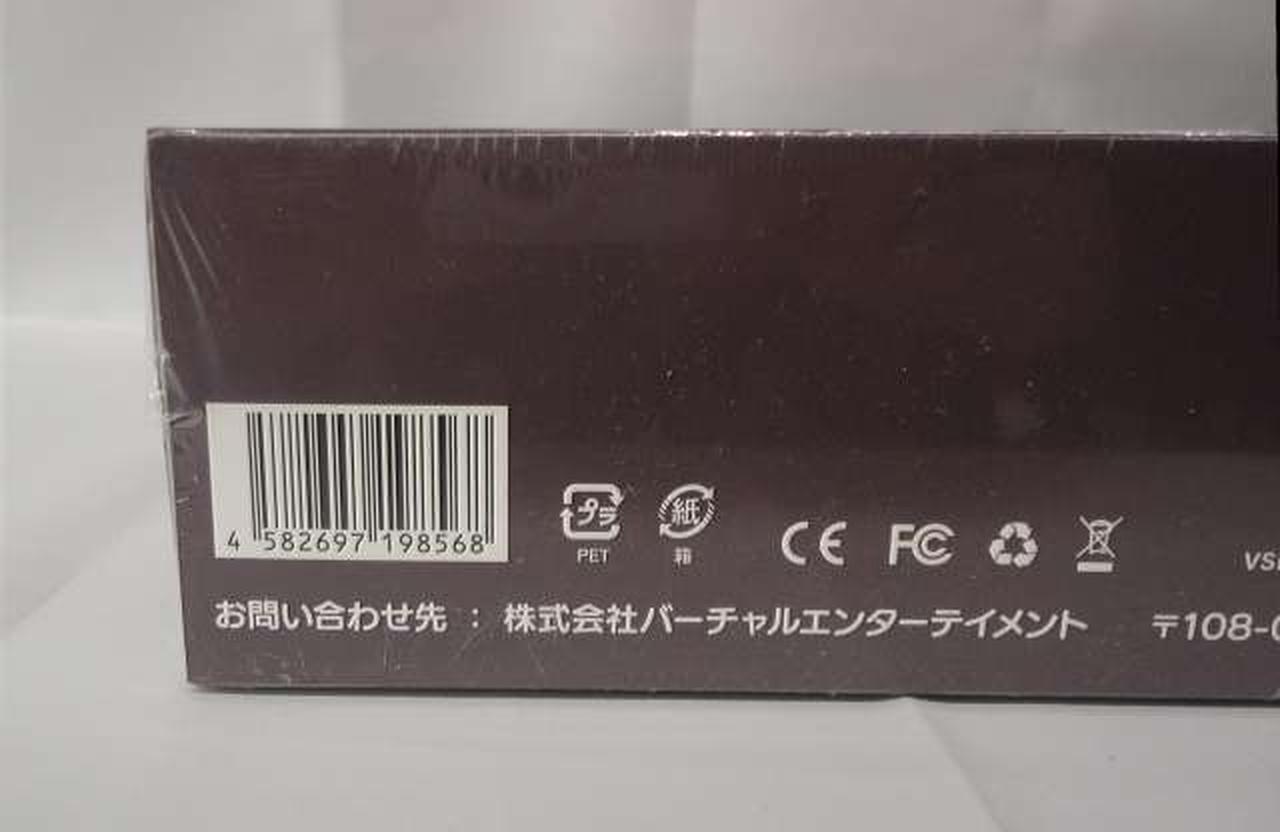 4 582697 198568
プラ
PET
紙
箱
CE FC
お問い合わせ先 : 株式会社バーチャルエンターテイメント 〒108-